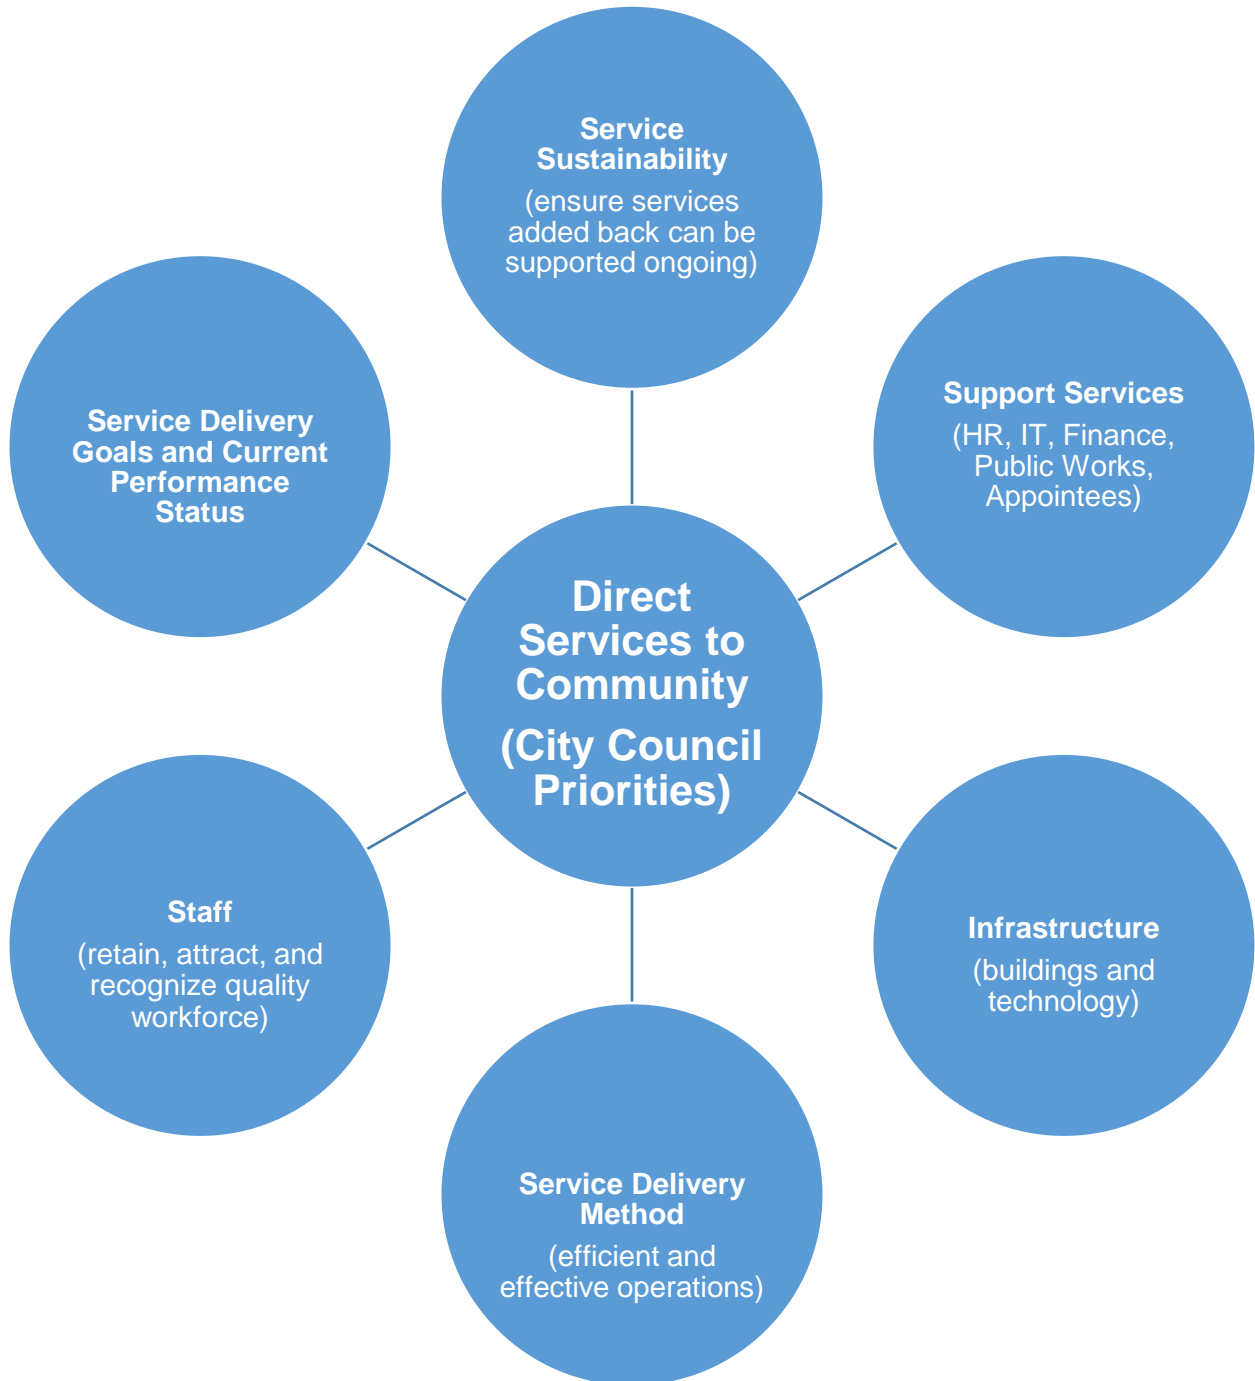 Service
Sustainability
(ensure services
added back can be
supported ongoing)
Support Services
(HR, IT, Finance,
Public Works,
Appointees)
Service Delivery
Goals and Current
Performance
Status
Direct
Services to
Community
(City Council
Priorities)
Staff
(retain, attract, and
recognize quality
workforce)
Infrastructure
(buildings and
technology)
Service Delivery
Method
(efficient and
effective operations)